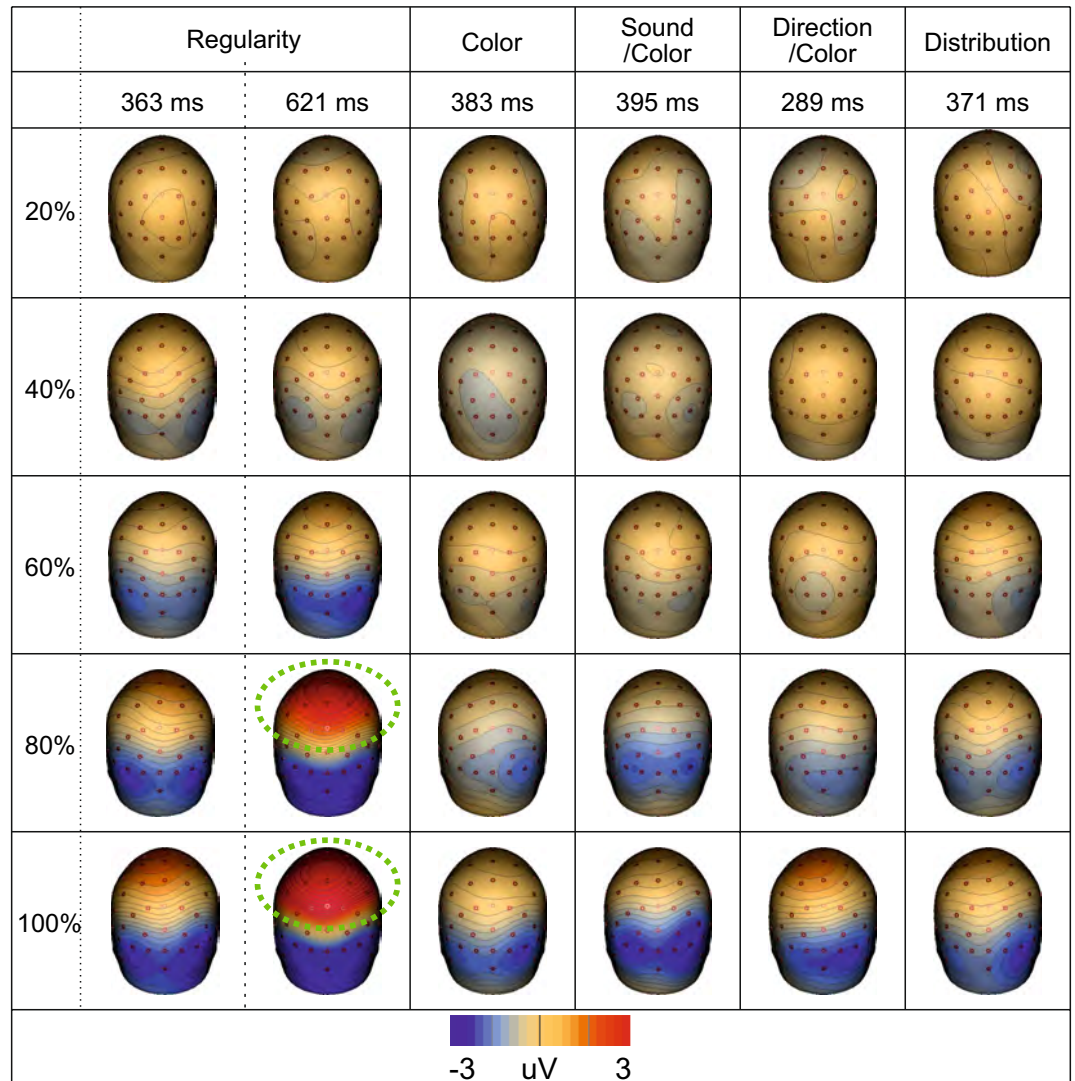 Regularity Color Sound /Color Direction /Color Distribution
363 ms 621 ms 383 ms 395 ms 289 ms 371 ms
20%
40%
60%
80%
100%
-3 uV 3